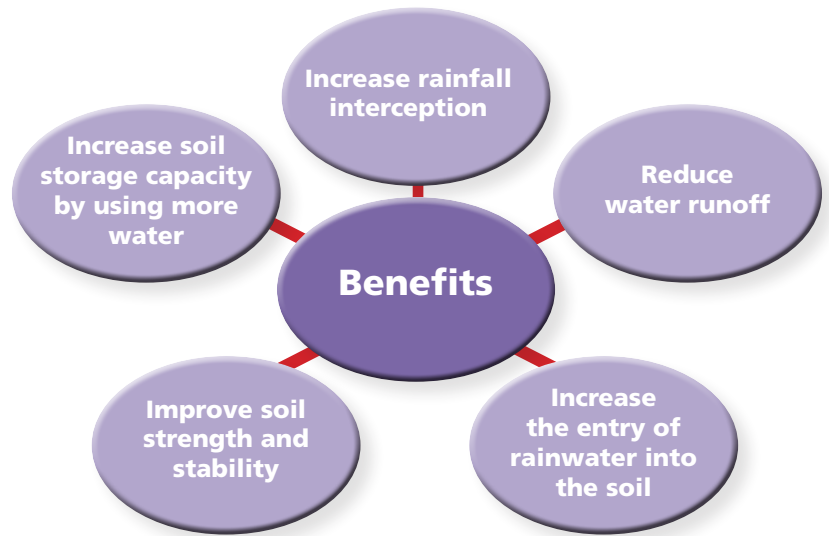 Increase rainfall
interception
Increase soil
storage capacity
by using more
water
Reduce
water runoff
Benefits
Improve soil
strength and
stability
Increase
the entry of
rainwater into
the soil